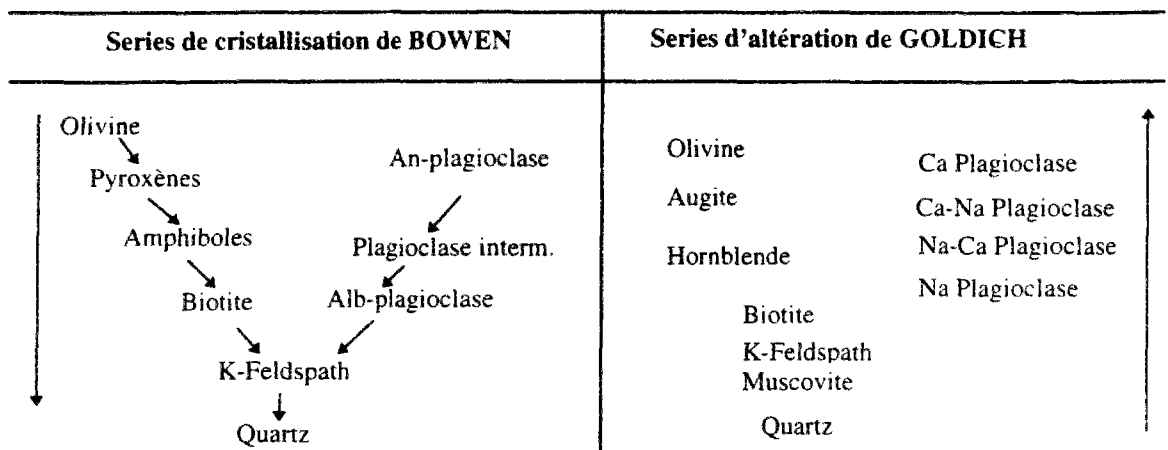 Series de cristallisation de BOWEN
Series d'altération de GOLDICH
Olivine
Pyroxènes
Amphiboles
Biotite
An-plagioclase
Plagioclase interm.
Alb-plagioclase
K-Feldspath
Quartz
Olivine
Augite
Hornblende
Ca Plagioclase
Ca-Na Plagioclase
Na-Ca Plagioclase
Na Plagioclase
Biotite
K-Feldspath
Muscovite
Quartz